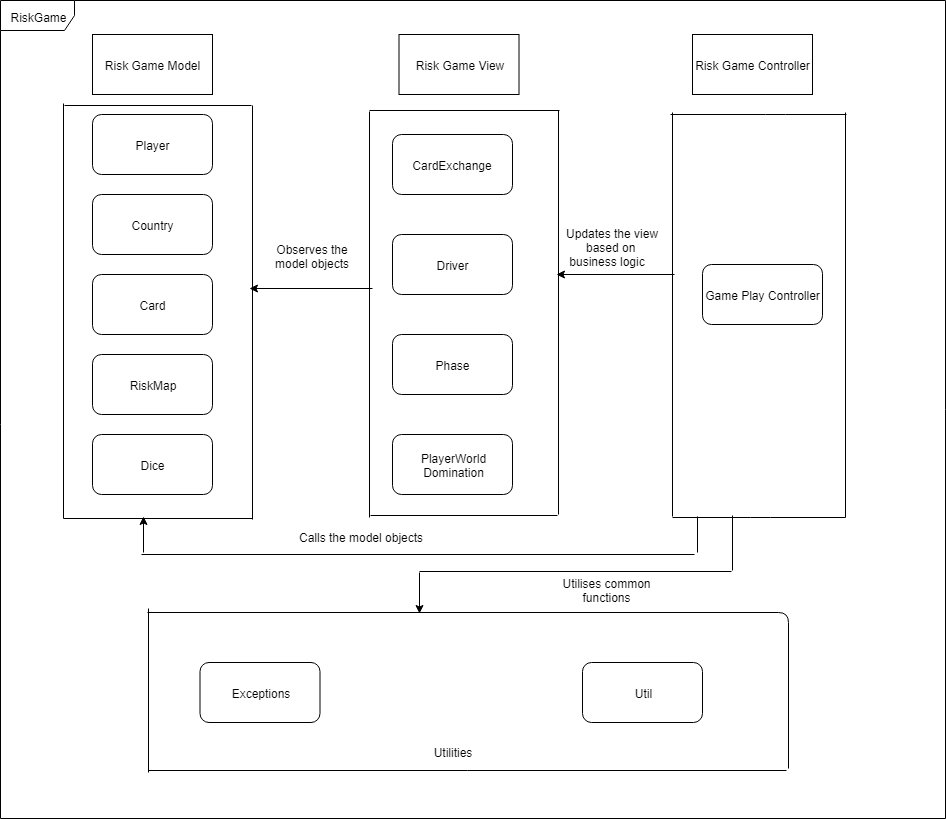 RiskGame
Risk Game Model
Risk Game View
Risk Game Controller
Player
Country
Card
RiskMap
Dice
Observes the
model objects
CardExchange
Driver
Phase
PlayerWorld
Domination
Updates the view
based on
business logic
Game Play Controller
Calls the model objects
Utilises common
functions
Exceptions
Util
Utilities